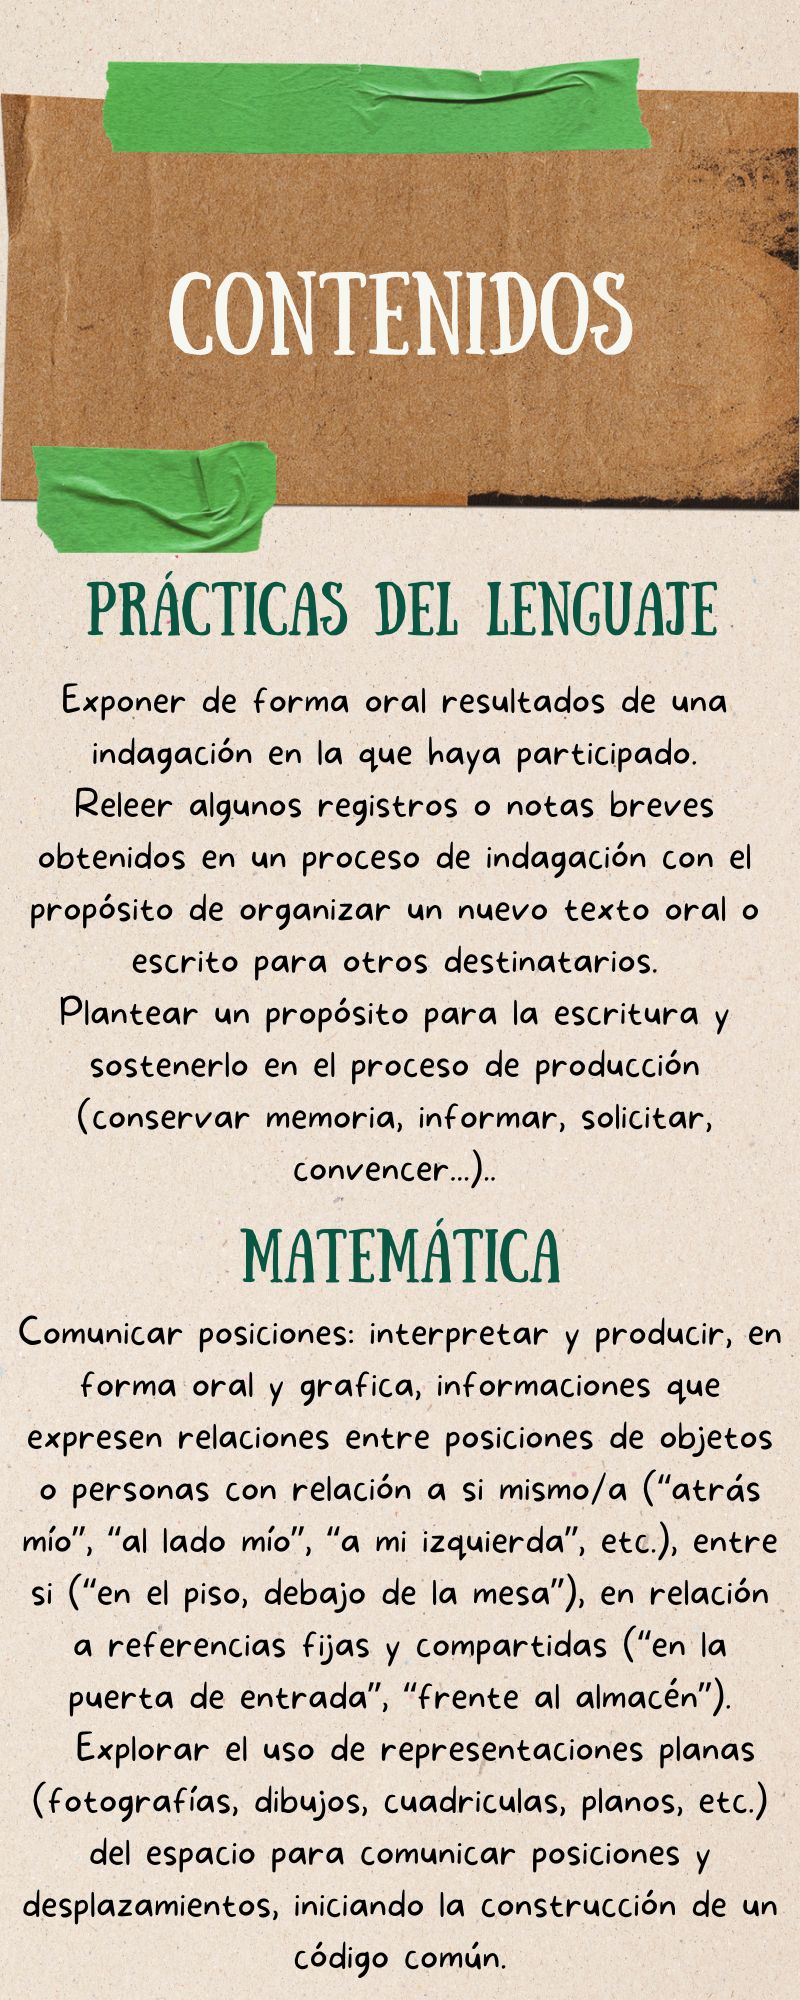 CONTENIDOS
PRÁCTICAS DEL LENGUAJE
Exponer de forma oral resultados de una
indagación en la que haya participado.
Releer algunos registros o notas breves
obtenidos en un proceso de indagación con el
propósito de organizar un nuevo texto oral o
escrito para otros destinatarios.
Plantear un propósito para la escritura y
sostenerlo en el proceso de producción
(conservar memoria, informar, solicitar,
convencer...)..
MATEMÁTICA
Comunicar posiciones: interpretar y producir, en
forma oral y grafica, informaciones que
expresen relaciones entre posiciones de objetos
o personas con relación a si mismo/a (“atrás
mío”, “al lado mío”, “a mi izquierda”, etc.), entre
si (“en el piso, debajo de la mesa”), en relación
a referencias fijas y compartidas (“en la
puerta de entrada”, “frente al almacén”).
Explorar el uso de representaciones planas
(fotografías, dibujos, cuadriculas, planos, etc.)
del espacio para comunicar posiciones y
desplazamientos, iniciando la construcción de un
código común.